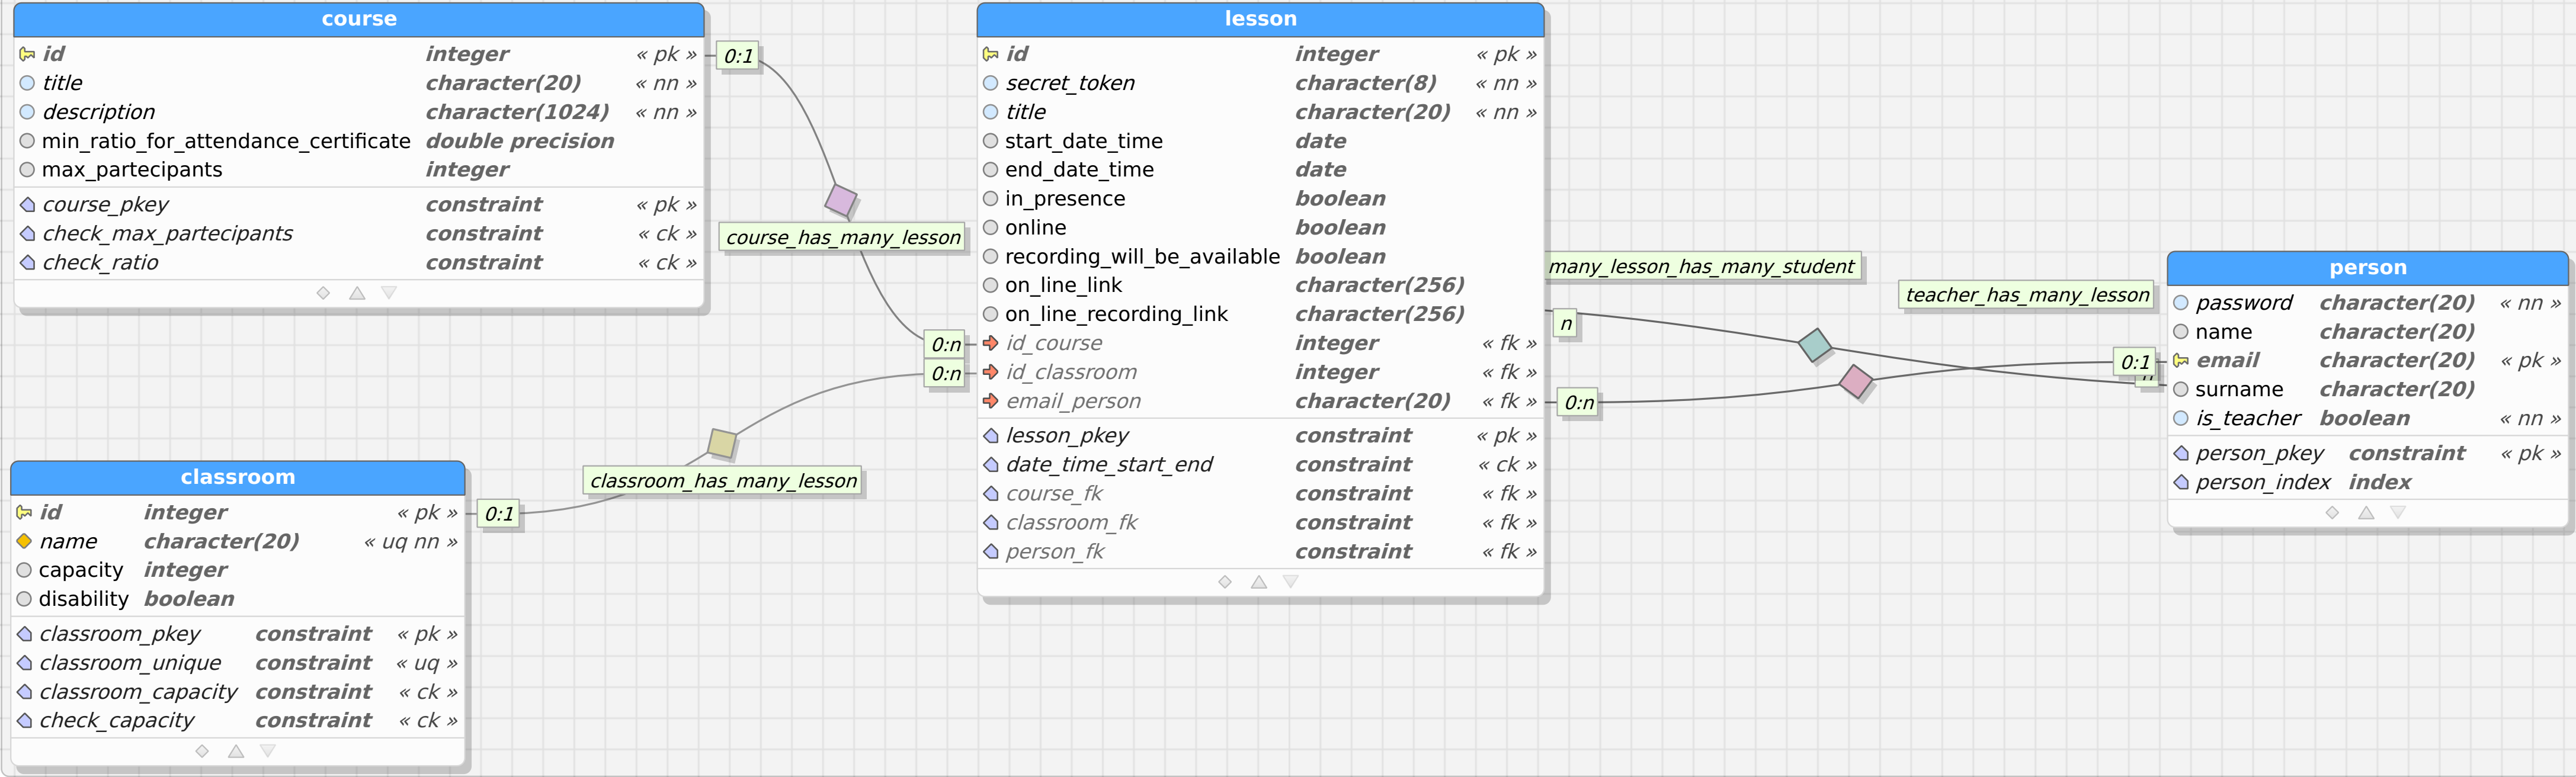 course
id integer « pk »
title character(20) « nn »
description character(1024) « nn »
min_ratio_for_attendance_certificate double precision
max_partecipants integer
course_pkey constraint « pk »
check_max_partecipants constraint « ck »
check_ratio constraint « ck »
0:1
course_has_many_lesson
0:n
0:n
classroom_has_many_lesson
0:1
classroom
id integer « pk »
name character(20) « uq nn »
capacity integer
disability boolean
classroom_pkey constraint « pk »
classroom_unique constraint « uq »
classroom_capacity constraint « ck »
check_capacity constraint « ck »
lesson
id integer « pk »
secret_token character(8) « nn »
title character(20) « nn »
start_date_time date
end_date_time date
in_presence boolean
online boolean
recording_will_be_available boolean
on_line_link character(256)
on_line_recording_link character(256)
id_course integer « fk »
id_classroom integer « fk »
email_person character(20) « fk »
lesson_pkey constraint « pk »
date_time_start_end constraint « ck »
course_fk constraint « fk »
classroom_fk constraint « fk »
person_fk constraint « fk »
many_lesson_has_many_student
n
0:n
teacher_has_many_lesson
0:1
person
password character(20) « nn »
name character(20)
email character(20) « pk »
surname character(20)
is_teacher boolean « nn »
person_pkey constraint « pk »
person_index index